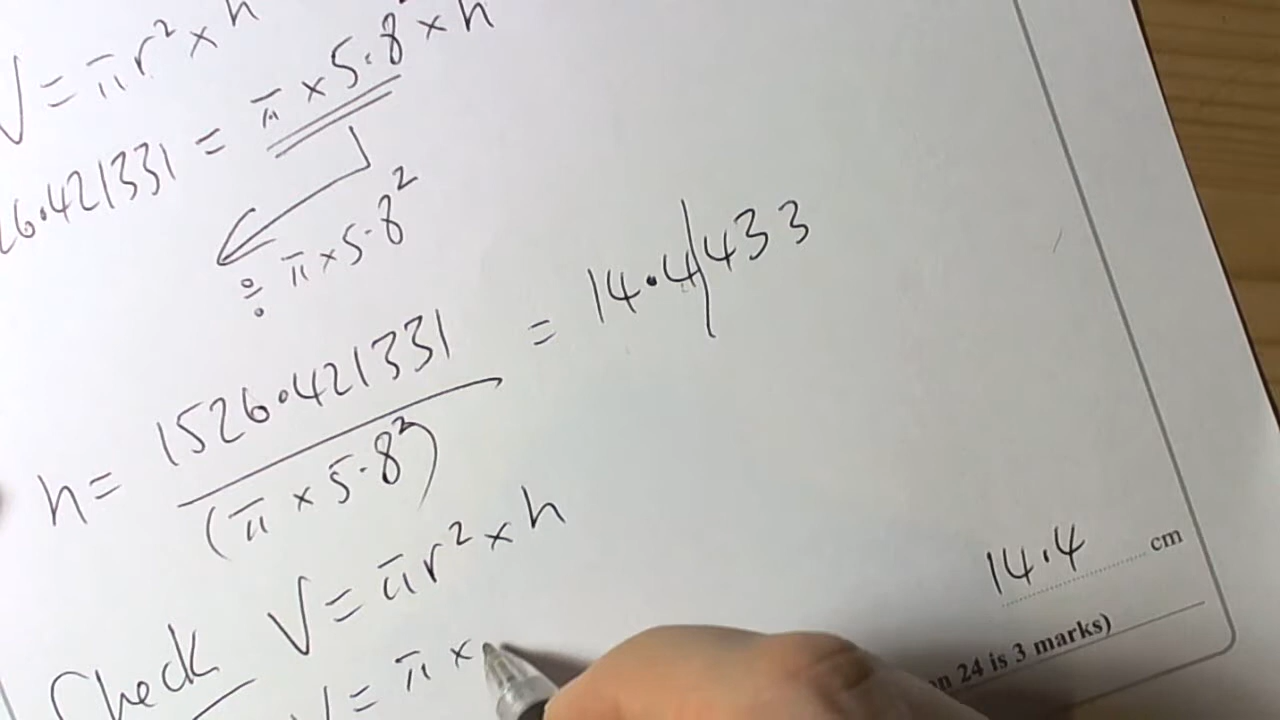 V = πr² × h
26.421331 = π × 5.8² × h
÷ π × 5.8²
h = 1526.421331 / (π × 5.8²) = 14.4|433
14.4 cm
24 is 3 marks)
Check V = πr² × h
V = π ×